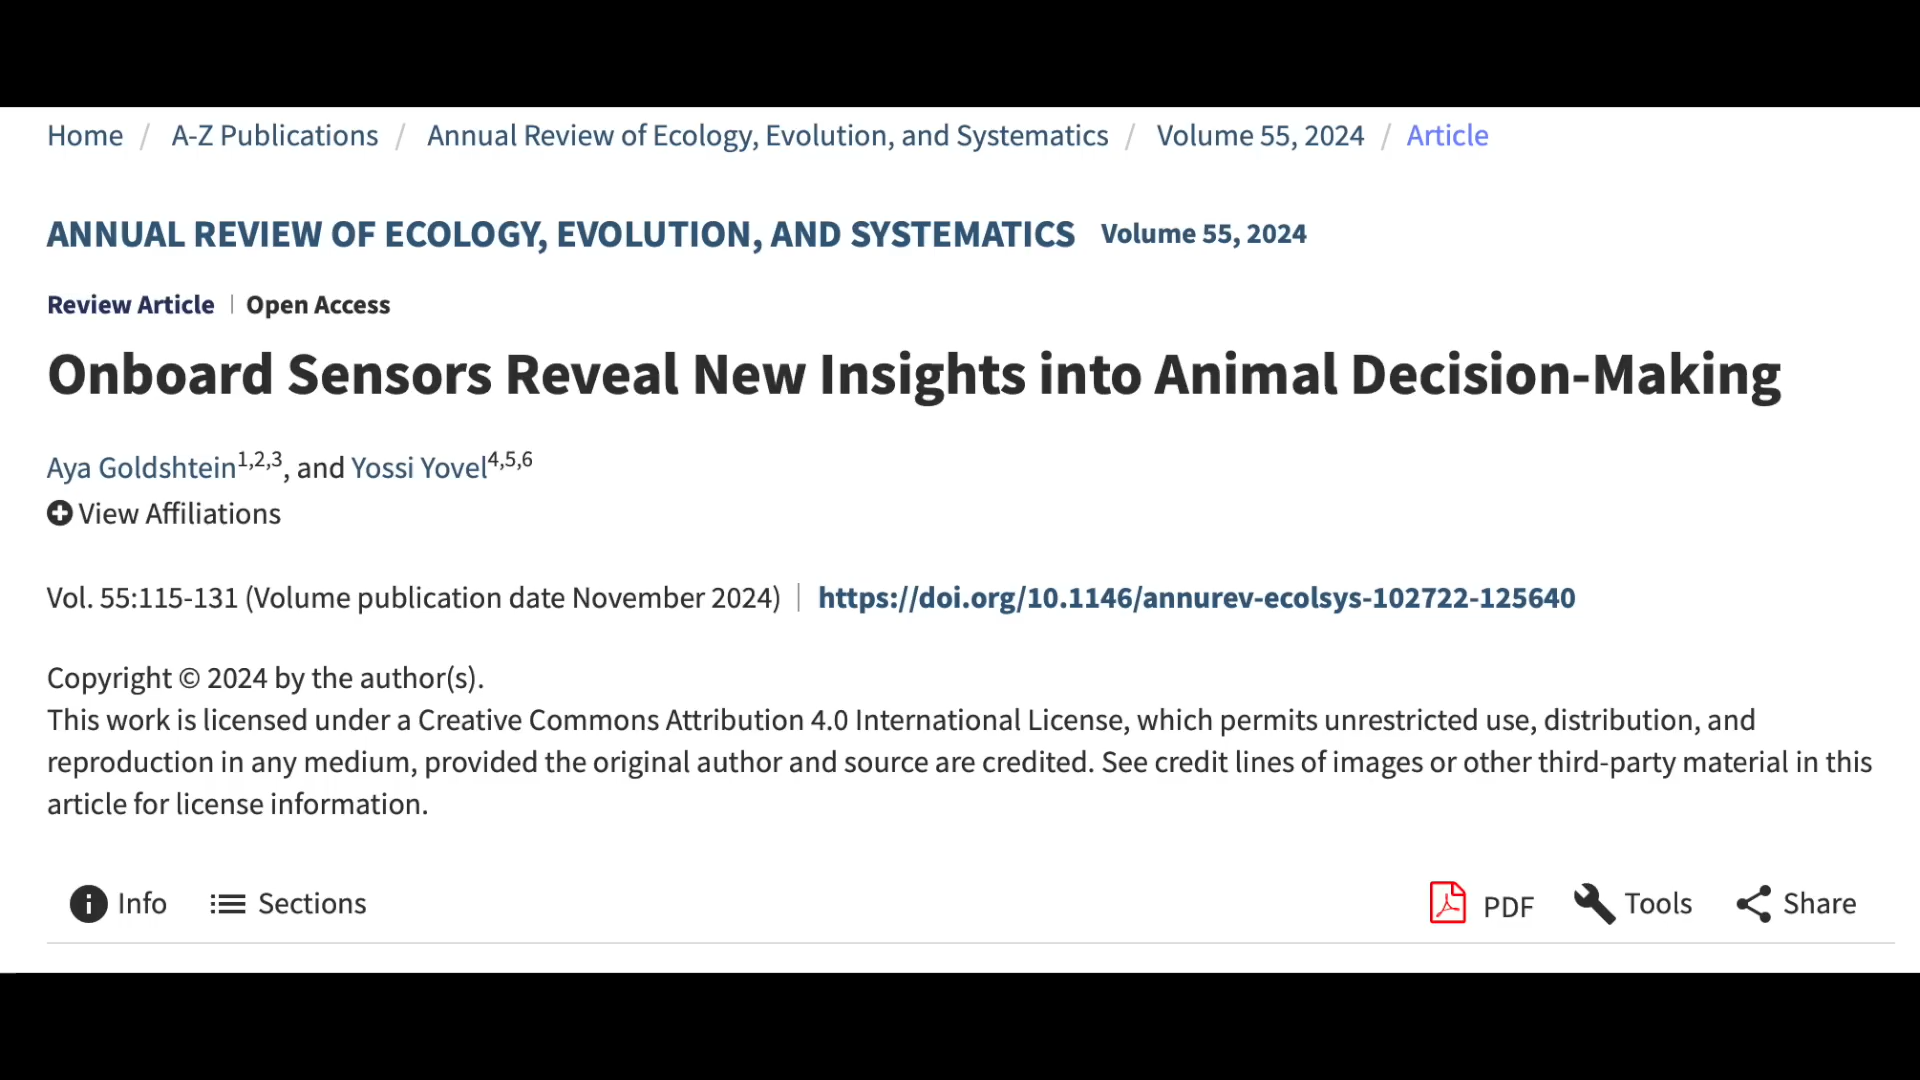 Home / A-Z Publications / Annual Review of Ecology, Evolution, and Systematics / Volume 55, 2024 / Article
ANNUAL REVIEW OF ECOLOGY, EVOLUTION, AND SYSTEMATICS Volume 55, 2024
Review Article | Open Access
Onboard Sensors Reveal New Insights into Animal Decision-Making
Aya Goldshtein1,2,3, and Yossi Yovel4,5,6
View Affiliations
Vol. 55:115-131 (Volume publication date November 2024) | https://doi.org/10.1146/annurev-ecolsys-102722-125640
Copyright © 2024 by the author(s).
This work is licensed under a Creative Commons Attribution 4.0 International License, which permits unrestricted use, distribution, and
reproduction in any medium, provided the original author and source are credited. See credit lines of images or other third-party material in this
article for license information.
Info Sections PDF Tools Share